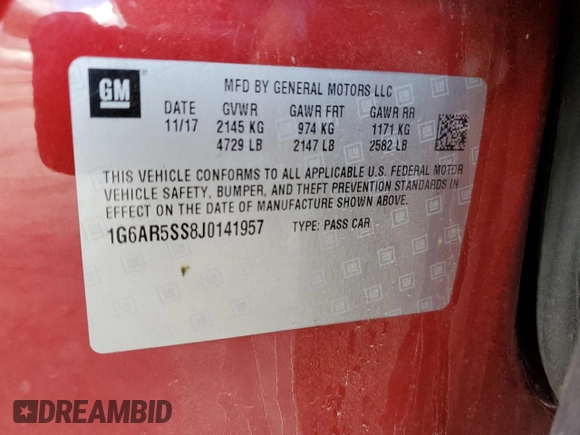 GM
MFD BY GENERAL MOTORS LLC
DATE GVWR GAWR FRT GAWR RR
11/17 2145 KG 974 KG 1171 KG
4729 LB 2147 LB 2582 LB
THIS VEHICLE CONFORMS TO ALL APPLICABLE U.S. FEDERAL MOTOR
VEHICLE SAFETY, BUMPER, AND THEFT PREVENTION STANDARDS IN
EFFECT ON THE DATE OF MANUFACTURE SHOWN ABOVE.
1G6AR5SS8J0141957 TYPE: PASS CAR
DREAMBID